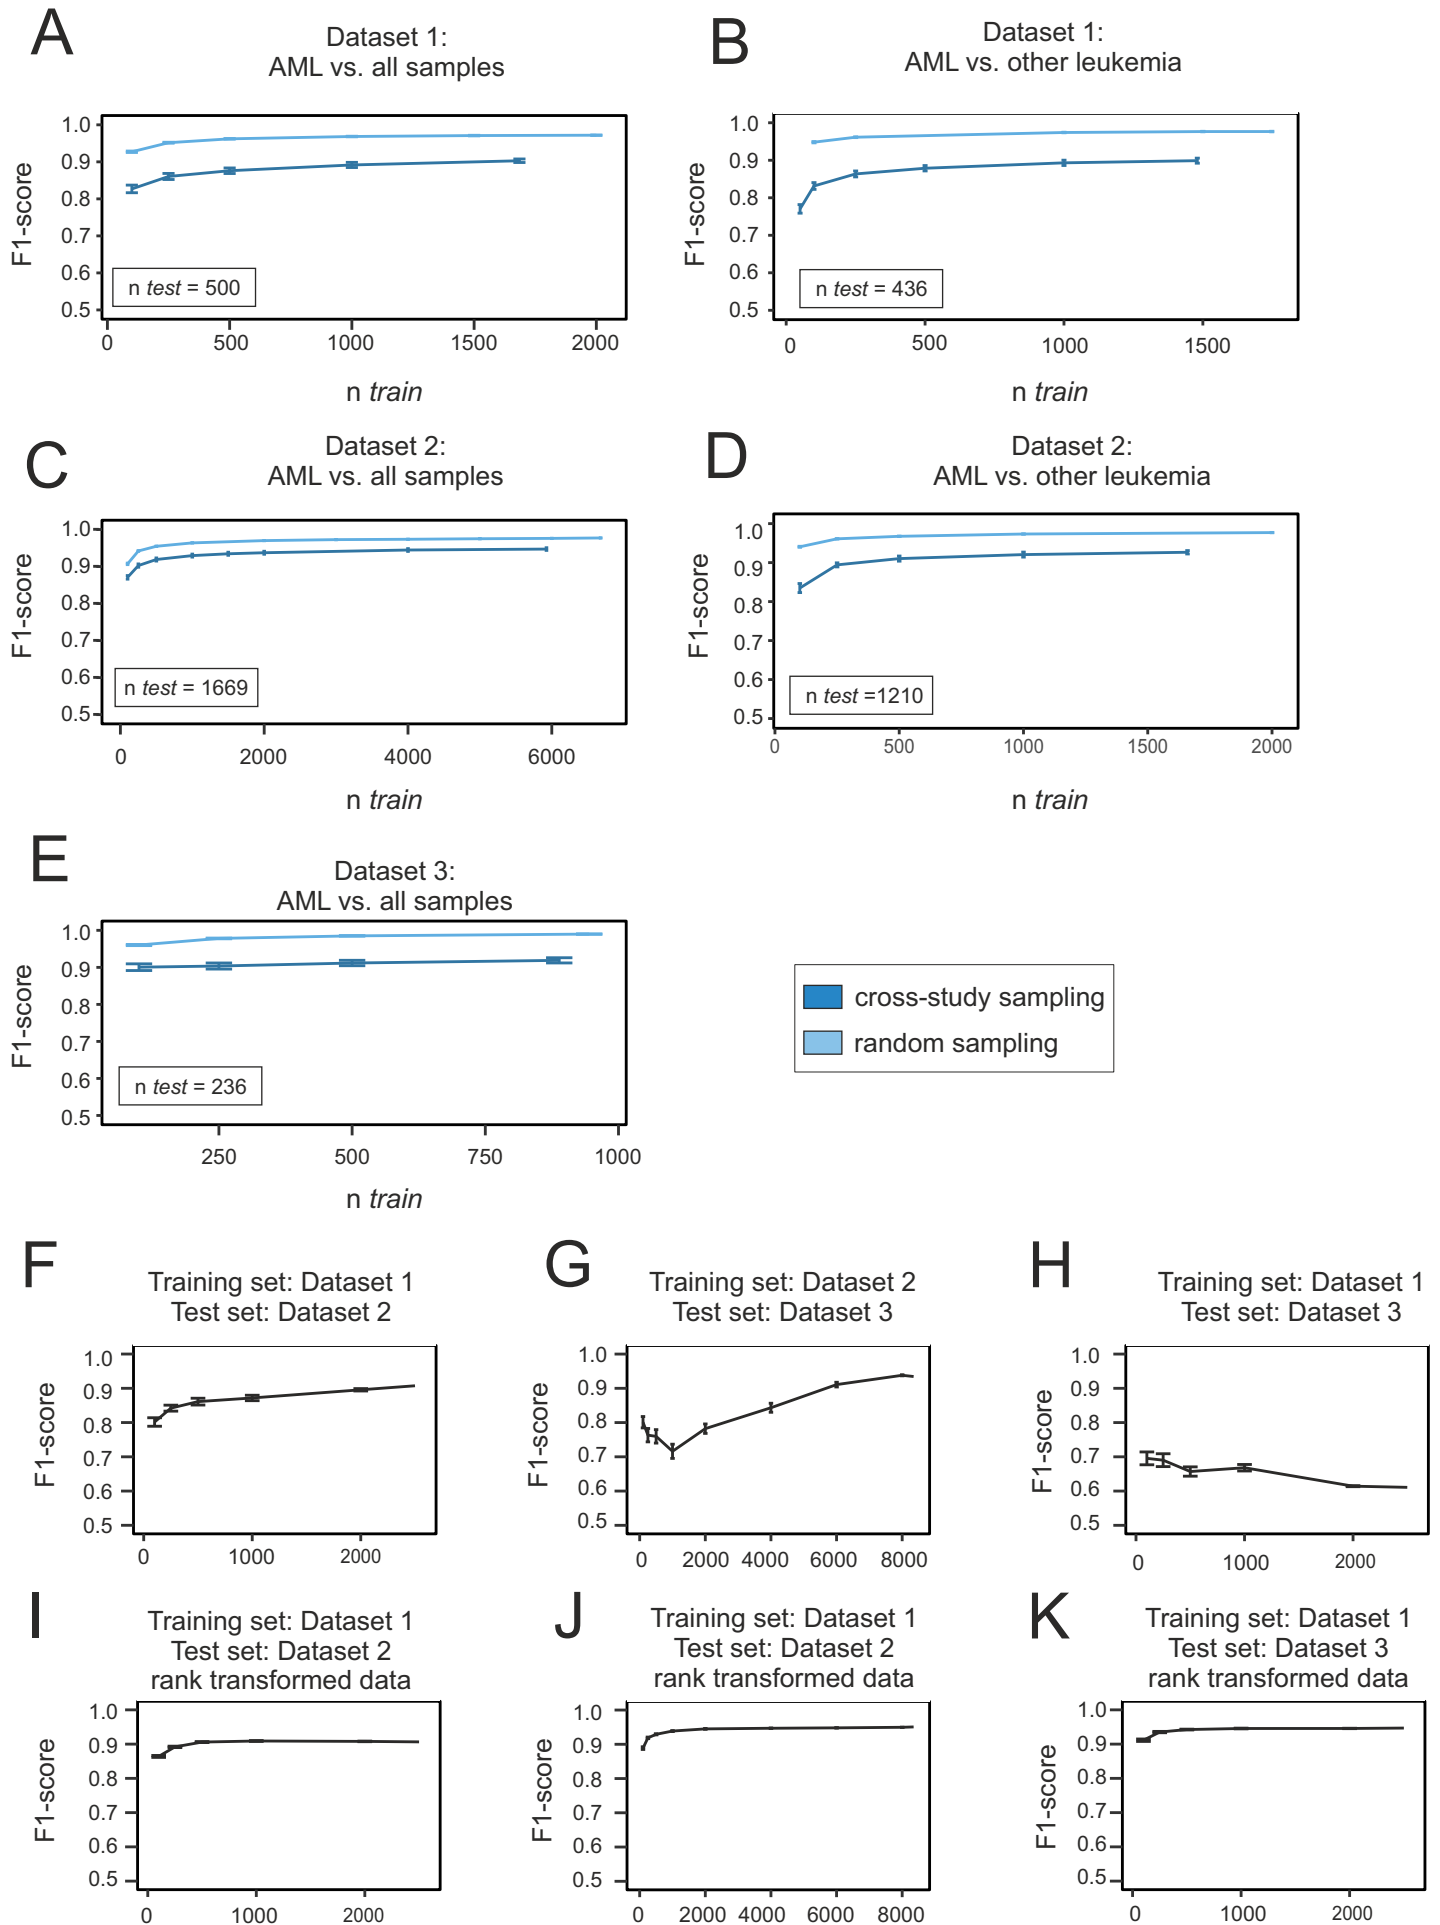 A
Dataset 1:
AML vs. all samples
F1-score
1.0
0.9
0.8
0.7
0.6
0.5
n test = 500
0 500 1000 1500 2000
n train
B
Dataset 1:
AML vs. other leukemia
F1-score
1.0
0.9
0.8
0.7
0.6
0.5
n test = 436
0 500 1000 1500
n train
C
Dataset 2:
AML vs. all samples
F1-score
1.0
0.9
0.8
0.7
0.6
0.5
n test = 1669
0 2000 4000 6000
n train
D
Dataset 2:
AML vs. other leukemia
F1-score
1.0
0.9
0.8
0.7
0.6
0.5
n test =1210
0 500 1000 1500 2000
n train
E
Dataset 3:
AML vs. all samples
F1-score
1.0
0.9
0.8
0.7
0.6
0.5
n test = 236
250 500 750 1000
n train
cross-study sampling
random sampling
F
Training set: Dataset 1
Test set: Dataset 2
F1-score
1.0
0.9
0.8
0.7
0.6
0.5
0 1000 2000
G
Training set: Dataset 2
Test set: Dataset 3
F1-score
1.0
0.9
0.8
0.7
0.6
0.5
0 2000 4000 6000 8000
H
Training set: Dataset 1
Test set: Dataset 3
F1-score
1.0
0.9
0.8
0.7
0.6
0.5
0 1000 2000
I
Training set: Dataset 1
Test set: Dataset 2
rank transformed data
F1-score
1.0
0.9
0.8
0.7
0.6
0.5
0 1000 2000
J
Training set: Dataset 1
Test set: Dataset 2
rank transformed data
F1-score
1.0
0.9
0.8
0.7
0.6
0.5
0 2000 4000 6000 8000
K
Training set: Dataset 1
Test set: Dataset 3
rank transformed data
F1-score
1.0
0.9
0.8
0.7
0.6
0.5
0 1000 2000